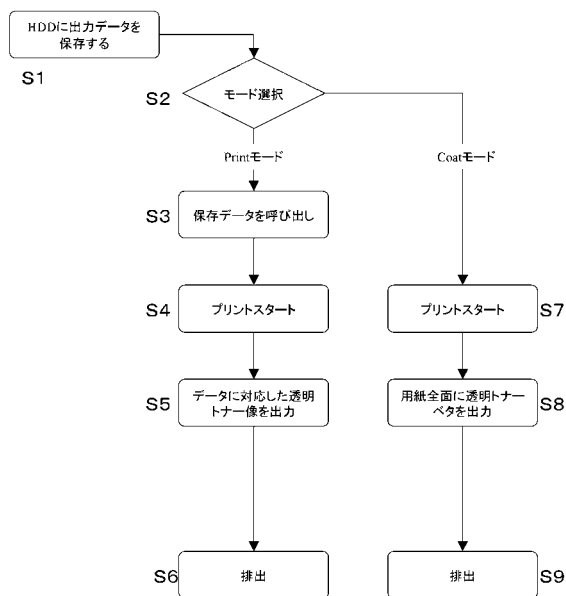 HDDに出力データを
保存する
S1
S2
モード選択
Printモード
Coatモード
S3
保存データを呼び出し
S4
プリントスタート
プリントスタート
S7
S5
データに対応した透明
トナー像を出力
用紙全面に透明トナー
ベタを出力
S8
S6
排出
排出
S9